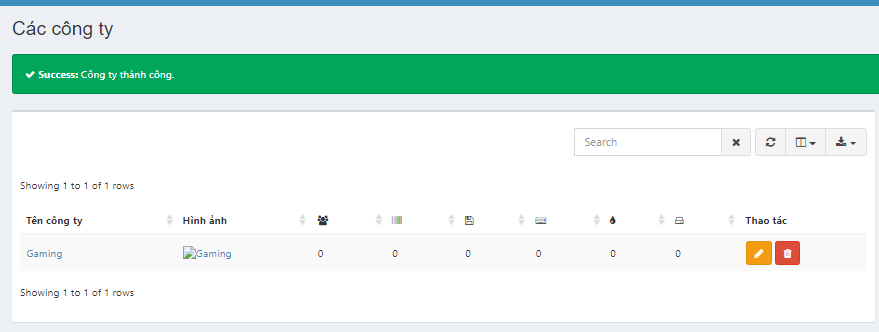 Các công ty
Success: Công ty thành công.
Search
Showing 1 to 1 of 1 rows
Tên công ty Hình ảnh Thao tác
Gaming Gaming 0 0 0 0 0 0
Showing 1 to 1 of 1 rows